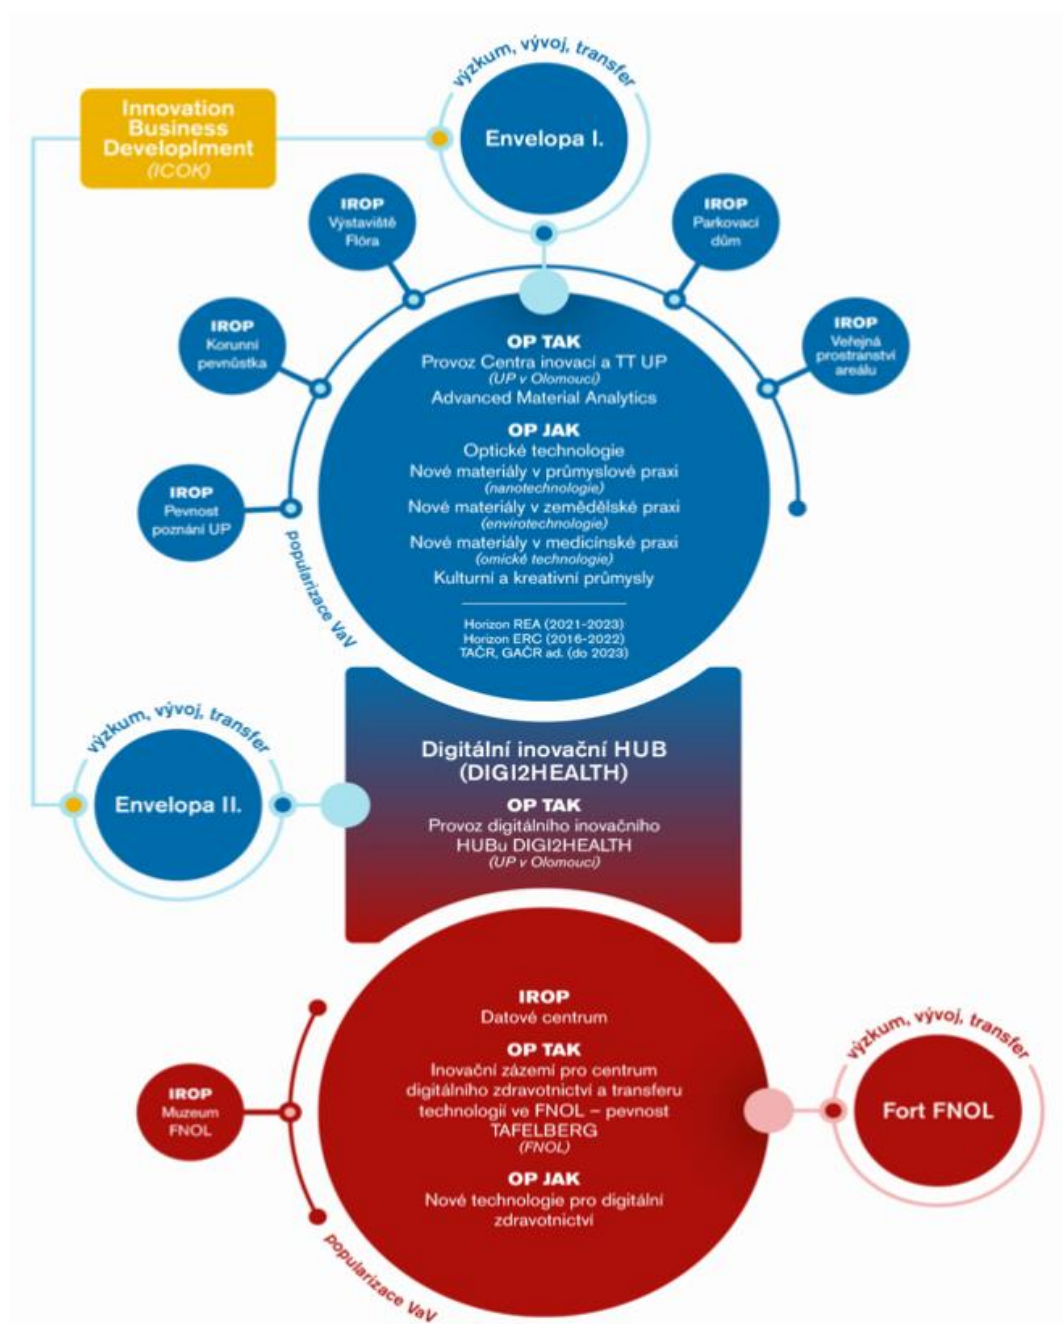 výzkum, vývoj, transfer
Innovation
Business
Developlment
(ICOK)
Envelopa I.
IROP
Výstaviště
Flóra
IROP
Parkovací
dům
IROP
Korunní
pevnůstka
IROP
Veřejná
prostranství
areálu
IROP
Pevnost
poznání UP
popularizace VaV
OP TAK
Provoz Centra inovací a TT UP
(UP v Olomouci)
Advanced Material Analytics
OP JAK
Optické technologie
Nové materiály v průmyslové praxi
(nanotechnologie)
Nové materiály v zemědělské praxi
(envirotechnologie)
Nové materiály v medicínské praxi
(omické technologie)
Kulturní a kreativní průmysly
Horizon REA (2021-2023)
Horizon ERC (2016-2022)
TAČR, GAČR ad. (do 2023)
výzkum, vývoj, transfer
Envelopa II.
Digitální inovační HUB
(DIGI2HEALTH)
OP TAK
Provoz digitálního inovačního
HUBu DIGI2HEALTH
(UP v Olomouci)
IROP
Datové centrum
OP TAK
Inovační zázemí pro centrum
digitálního zdravotnictví a transferu
technologií ve FNOL – pevnost
TAFELBERG
(FNOL)
OP JAK
Nové technologie pro digitální
zdravotnictví
IROP
Muzeum
FNOL
popularizace VaV
výzkum, vývoj, transfer
Fort FNOL